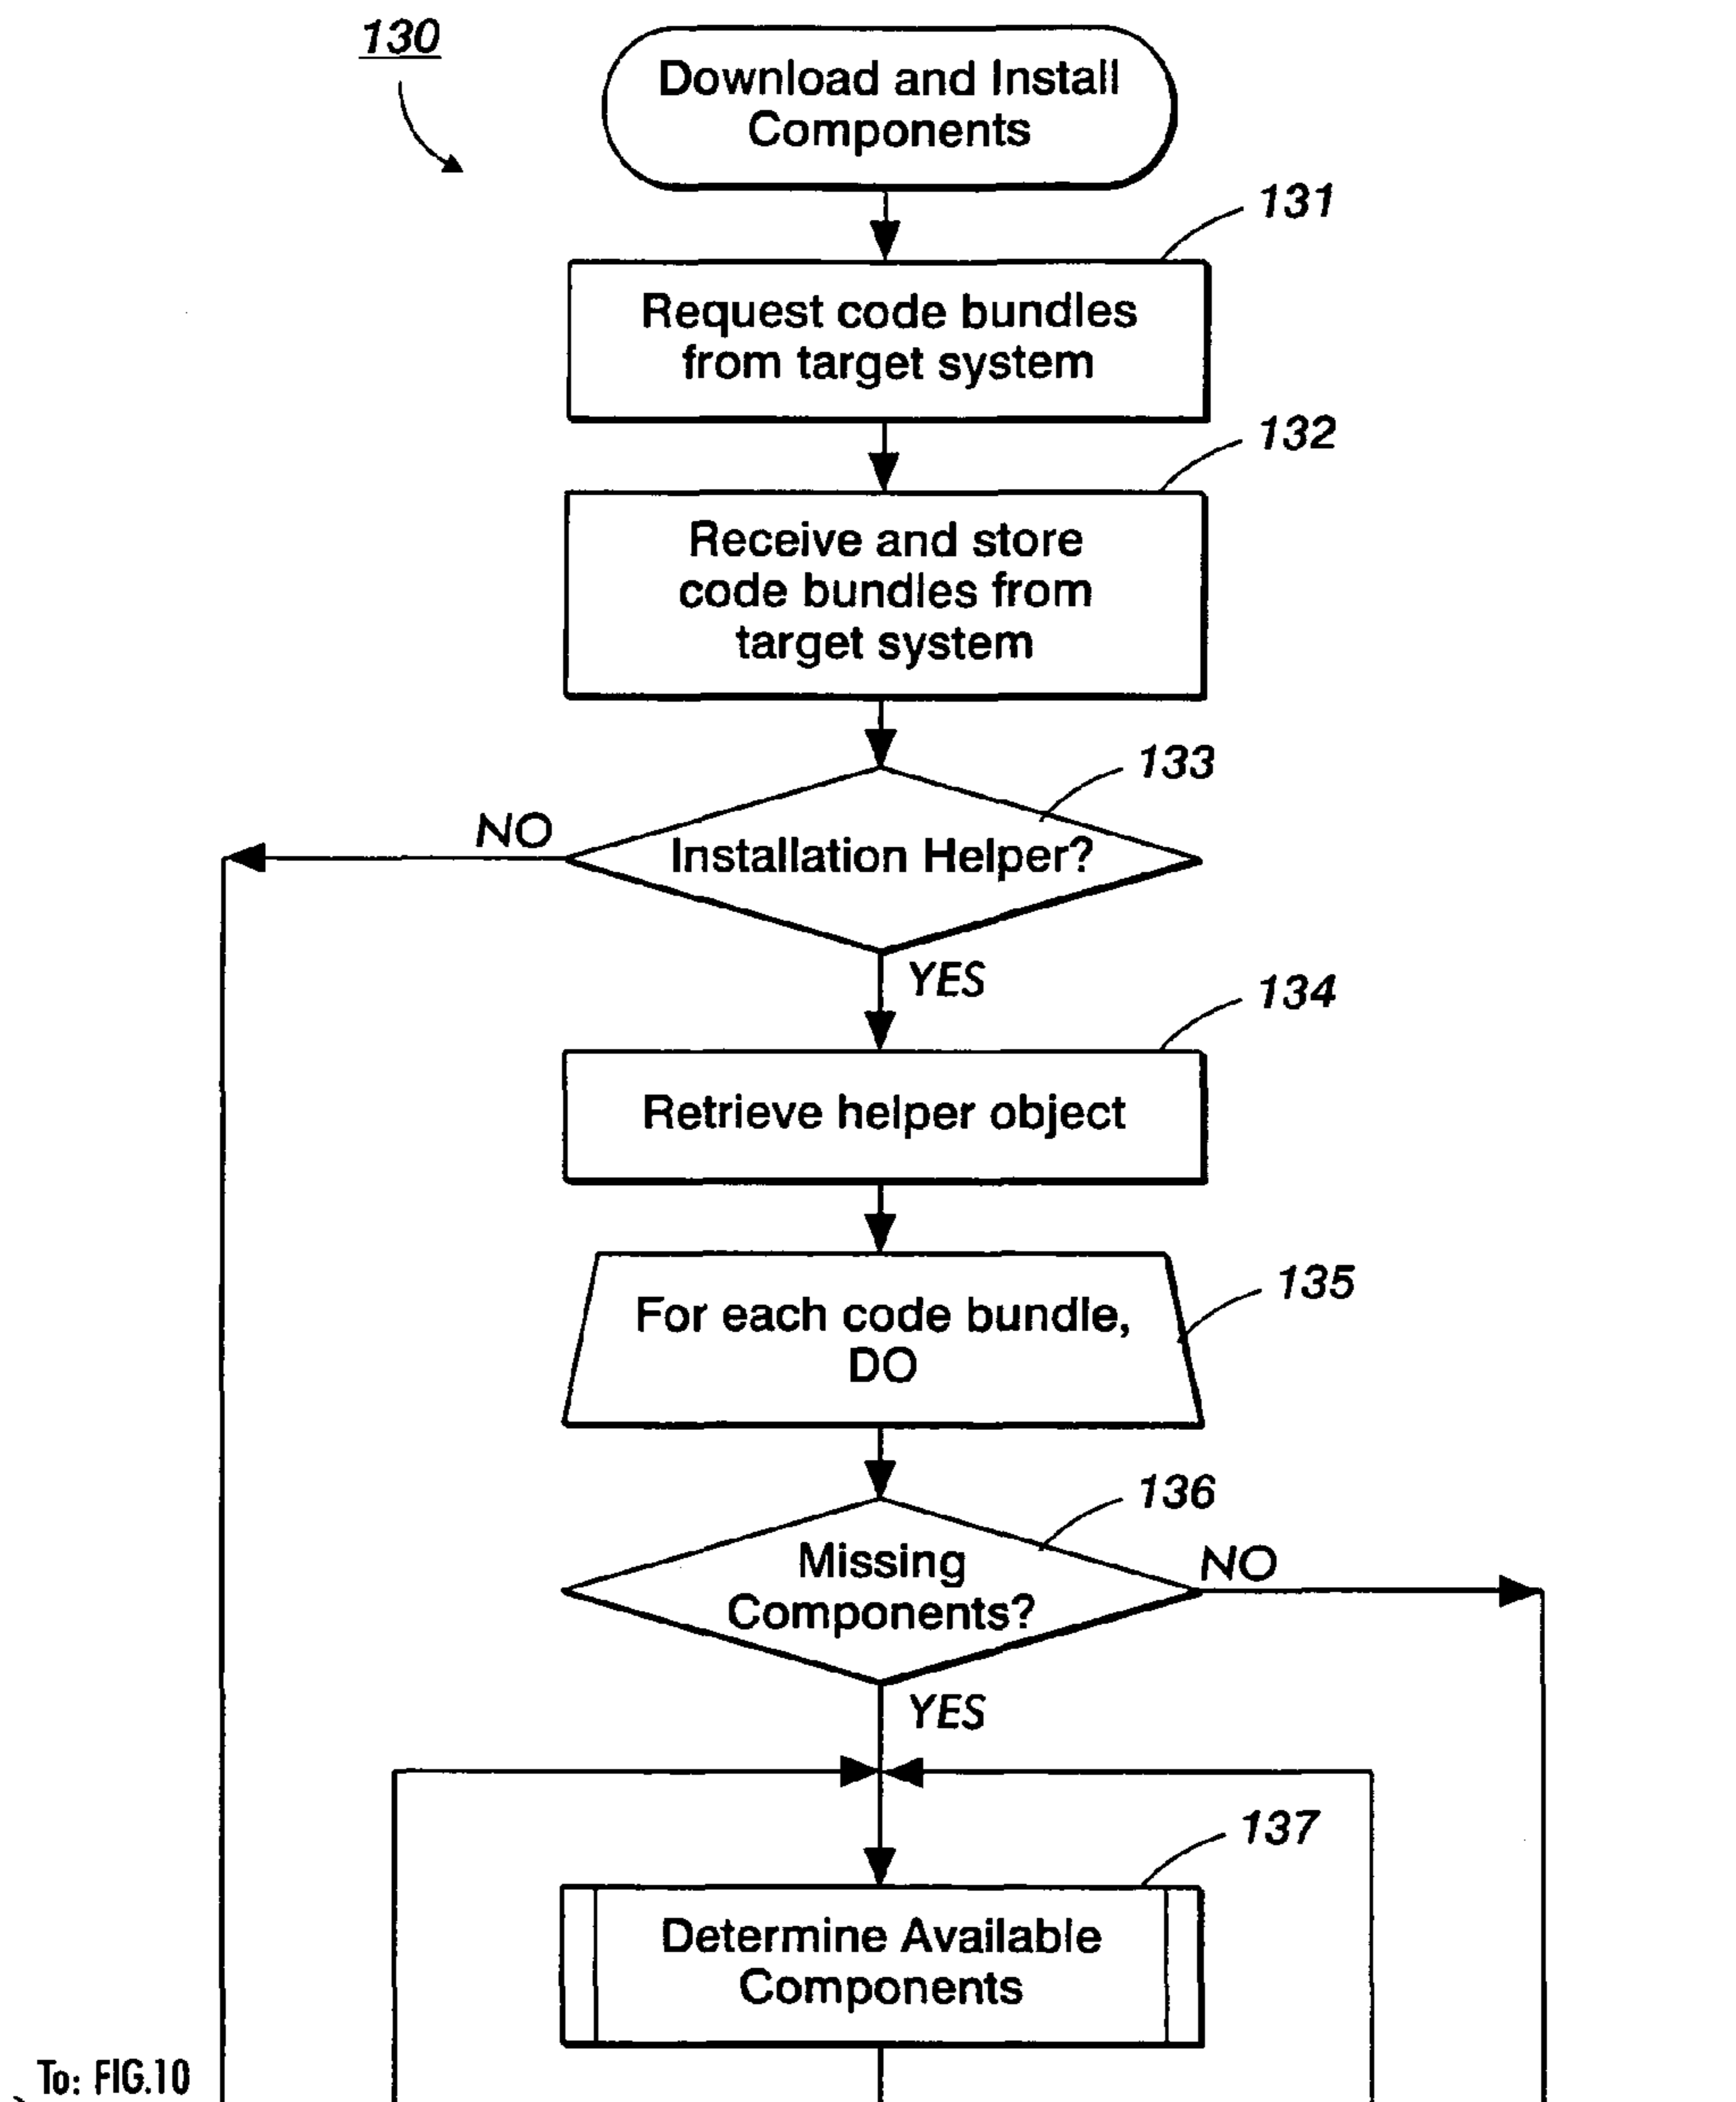 130
Download and Install
Components
131
Request code bundles
from target system
132
Receive and store
code bundles from
target system
133
NO
Installation Helper?
YES
134
Retrieve helper object
135
For each code bundle,
DO
136
Missing
Components?
NO
YES
137
Determine Available
Components
To: FIG.10